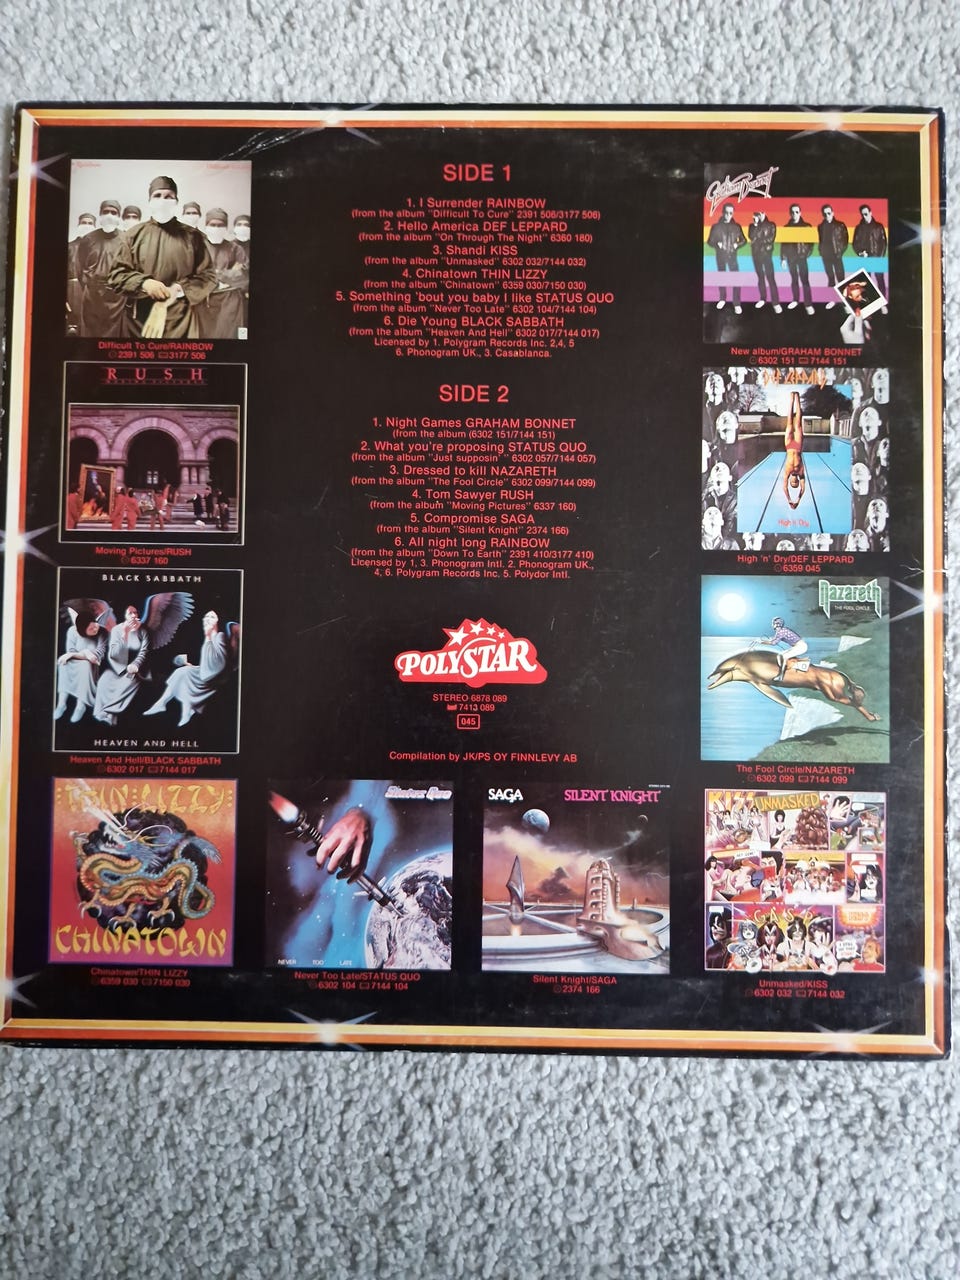 SIDE 1
1. I Surrender RAINBOW
(from the album "Difficult To Cure" 2391 506/3177 506)
2. Hello America DEF LEPPARD
(from the album "On Through The Night" 6360 180)
3. Shandi KISS
(from the album "Unmasked" 6302 032/7144 032)
4. Chinatown THIN LIZZY
(from the album "Chinatown" 6359 030/7150 030)
5. Something 'bout you baby I like STATUS QUO
(from the album "Never Too Late" 6302 104/7144 104)
6. Die Young BLACK SABBATH
(from the album "Heaven And Hell" 6302 017/7144 017)
Licensed by 1. Polygram Records Inc. 2,4, 5
6. Phonogram UK., 3. Casablanca.
SIDE 2
1. Night Games GRAHAM BONNET
(from the album (6302 151/7144 151)
2. What you're proposing STATUS QUO
(from the album "Just supposin' " 6302 057/7144 057)
3. Dressed to kill NAZARETH
(from the album "The Fool Circle" 6302 099/7144 099)
4. Tom Sawyer RUSH
(from the album "Moving Pictures" 6337 160)
5. Compromise SAGA
(from the album "Silent Knight" 2374 166)
6. All night long RAINBOW
(from the album "Down To Earth" 2391 410/3177 410)
Licensed by 1, 3. Phonogram Intl. 2. Phonogram UK.,
4, 6. Polygram Records Inc. 5. Polydor Intl.
POLYSTAR
STEREO 6878 089
7413 089
045
Compilation by JK/PS OY FINNLEVY AB
Rainbow
Difficult To Cure/RAINBOW
2391 506 3177 506
RUSH
MOVING PICTURES
Moving Pictures/RUSH
6337 160
BLACK SABBATH
HEAVEN AND HELL
Heaven And Hell/BLACK SABBATH
6302 017 7144 017
THIN LIZZY
CHINATOWN
Chinatown/THIN LIZZY
6359 030 7150 030
Status Quo
NEVER TOO LATE
Never Too Late/STATUS QUO
6302 104 7144 104
SAGA SILENT KNIGHT
Silent Knight/SAGA
2374 166
Graham Bonnet
New album/GRAHAM BONNET
6302 151 7144 151
DEF LEPPARD
High 'n' Dry
High 'n' Dry/DEF LEPPARD
6359 045
Nazareth
THE FOOL CIRCLE
The Fool Circle/NAZARETH
6302 099 7144 099
KISS UNMASKED
GASP
Unmasked/KISS
6302 032 7144 032